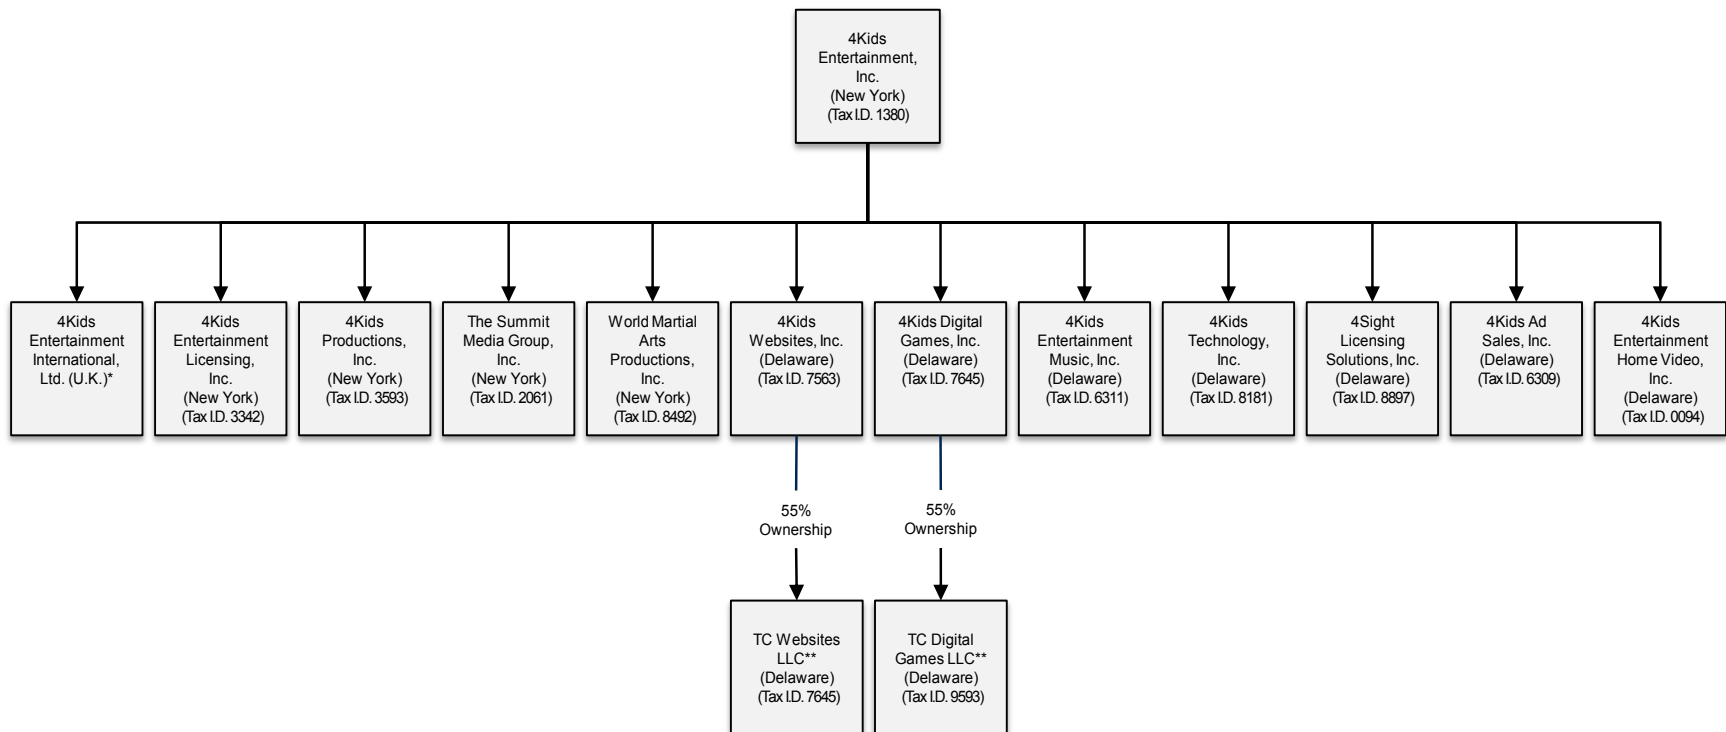 4Kids
Entertainment,
Inc.
(New York)
(Tax I.D. 1380)
4Kids
Entertainment
International,
Ltd. (U.K.)*
4Kids
Entertainment
Licensing,
Inc.
(New York)
(Tax I.D. 3342)
4Kids
Productions,
Inc.
(New York)
(Tax I.D. 3593)
The Summit
Media Group,
Inc.
(New York)
(Tax I.D. 2061)
World Martial
Arts
Productions,
Inc.
(New York)
(Tax I.D. 8492)
4Kids
Websites, Inc.
(Delaware)
(Tax I.D. 7563)
4Kids Digital
Games, Inc.
(Delaware)
(Tax I.D. 7645)
4Kids
Entertainment
Music, Inc.
(Delaware)
(Tax I.D. 6311)
4Kids
Technology,
Inc.
(Delaware)
(Tax I.D. 8181)
4Sight
Licensing
Solutions, Inc.
(Delaware)
(Tax I.D. 8897)
4Kids Ad
Sales, Inc.
(Delaware)
(Tax I.D. 6309)
4Kids
Entertainment
Home Video,
Inc.
(Delaware)
(Tax I.D. 0094)
55%
Ownership
55%
Ownership
TC Websites
LLC**
(Delaware)
(Tax I.D. 7645)
TC Digital
Games LLC**
(Delaware)
(Tax I.D. 9593)